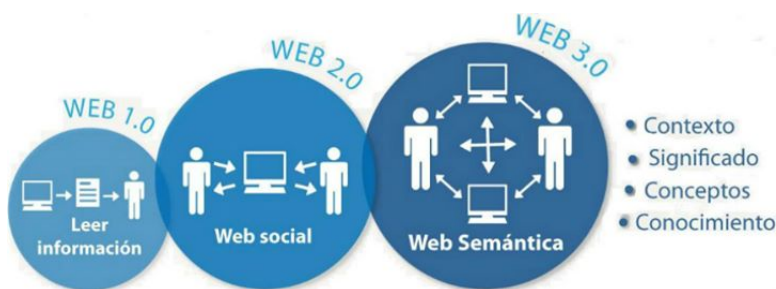 WEB 1.0
Leer
información
WEB 2.0
Web social
WEB 3.0
Web Semántica
• Contexto
• Significado
• Conceptos
• Conocimiento